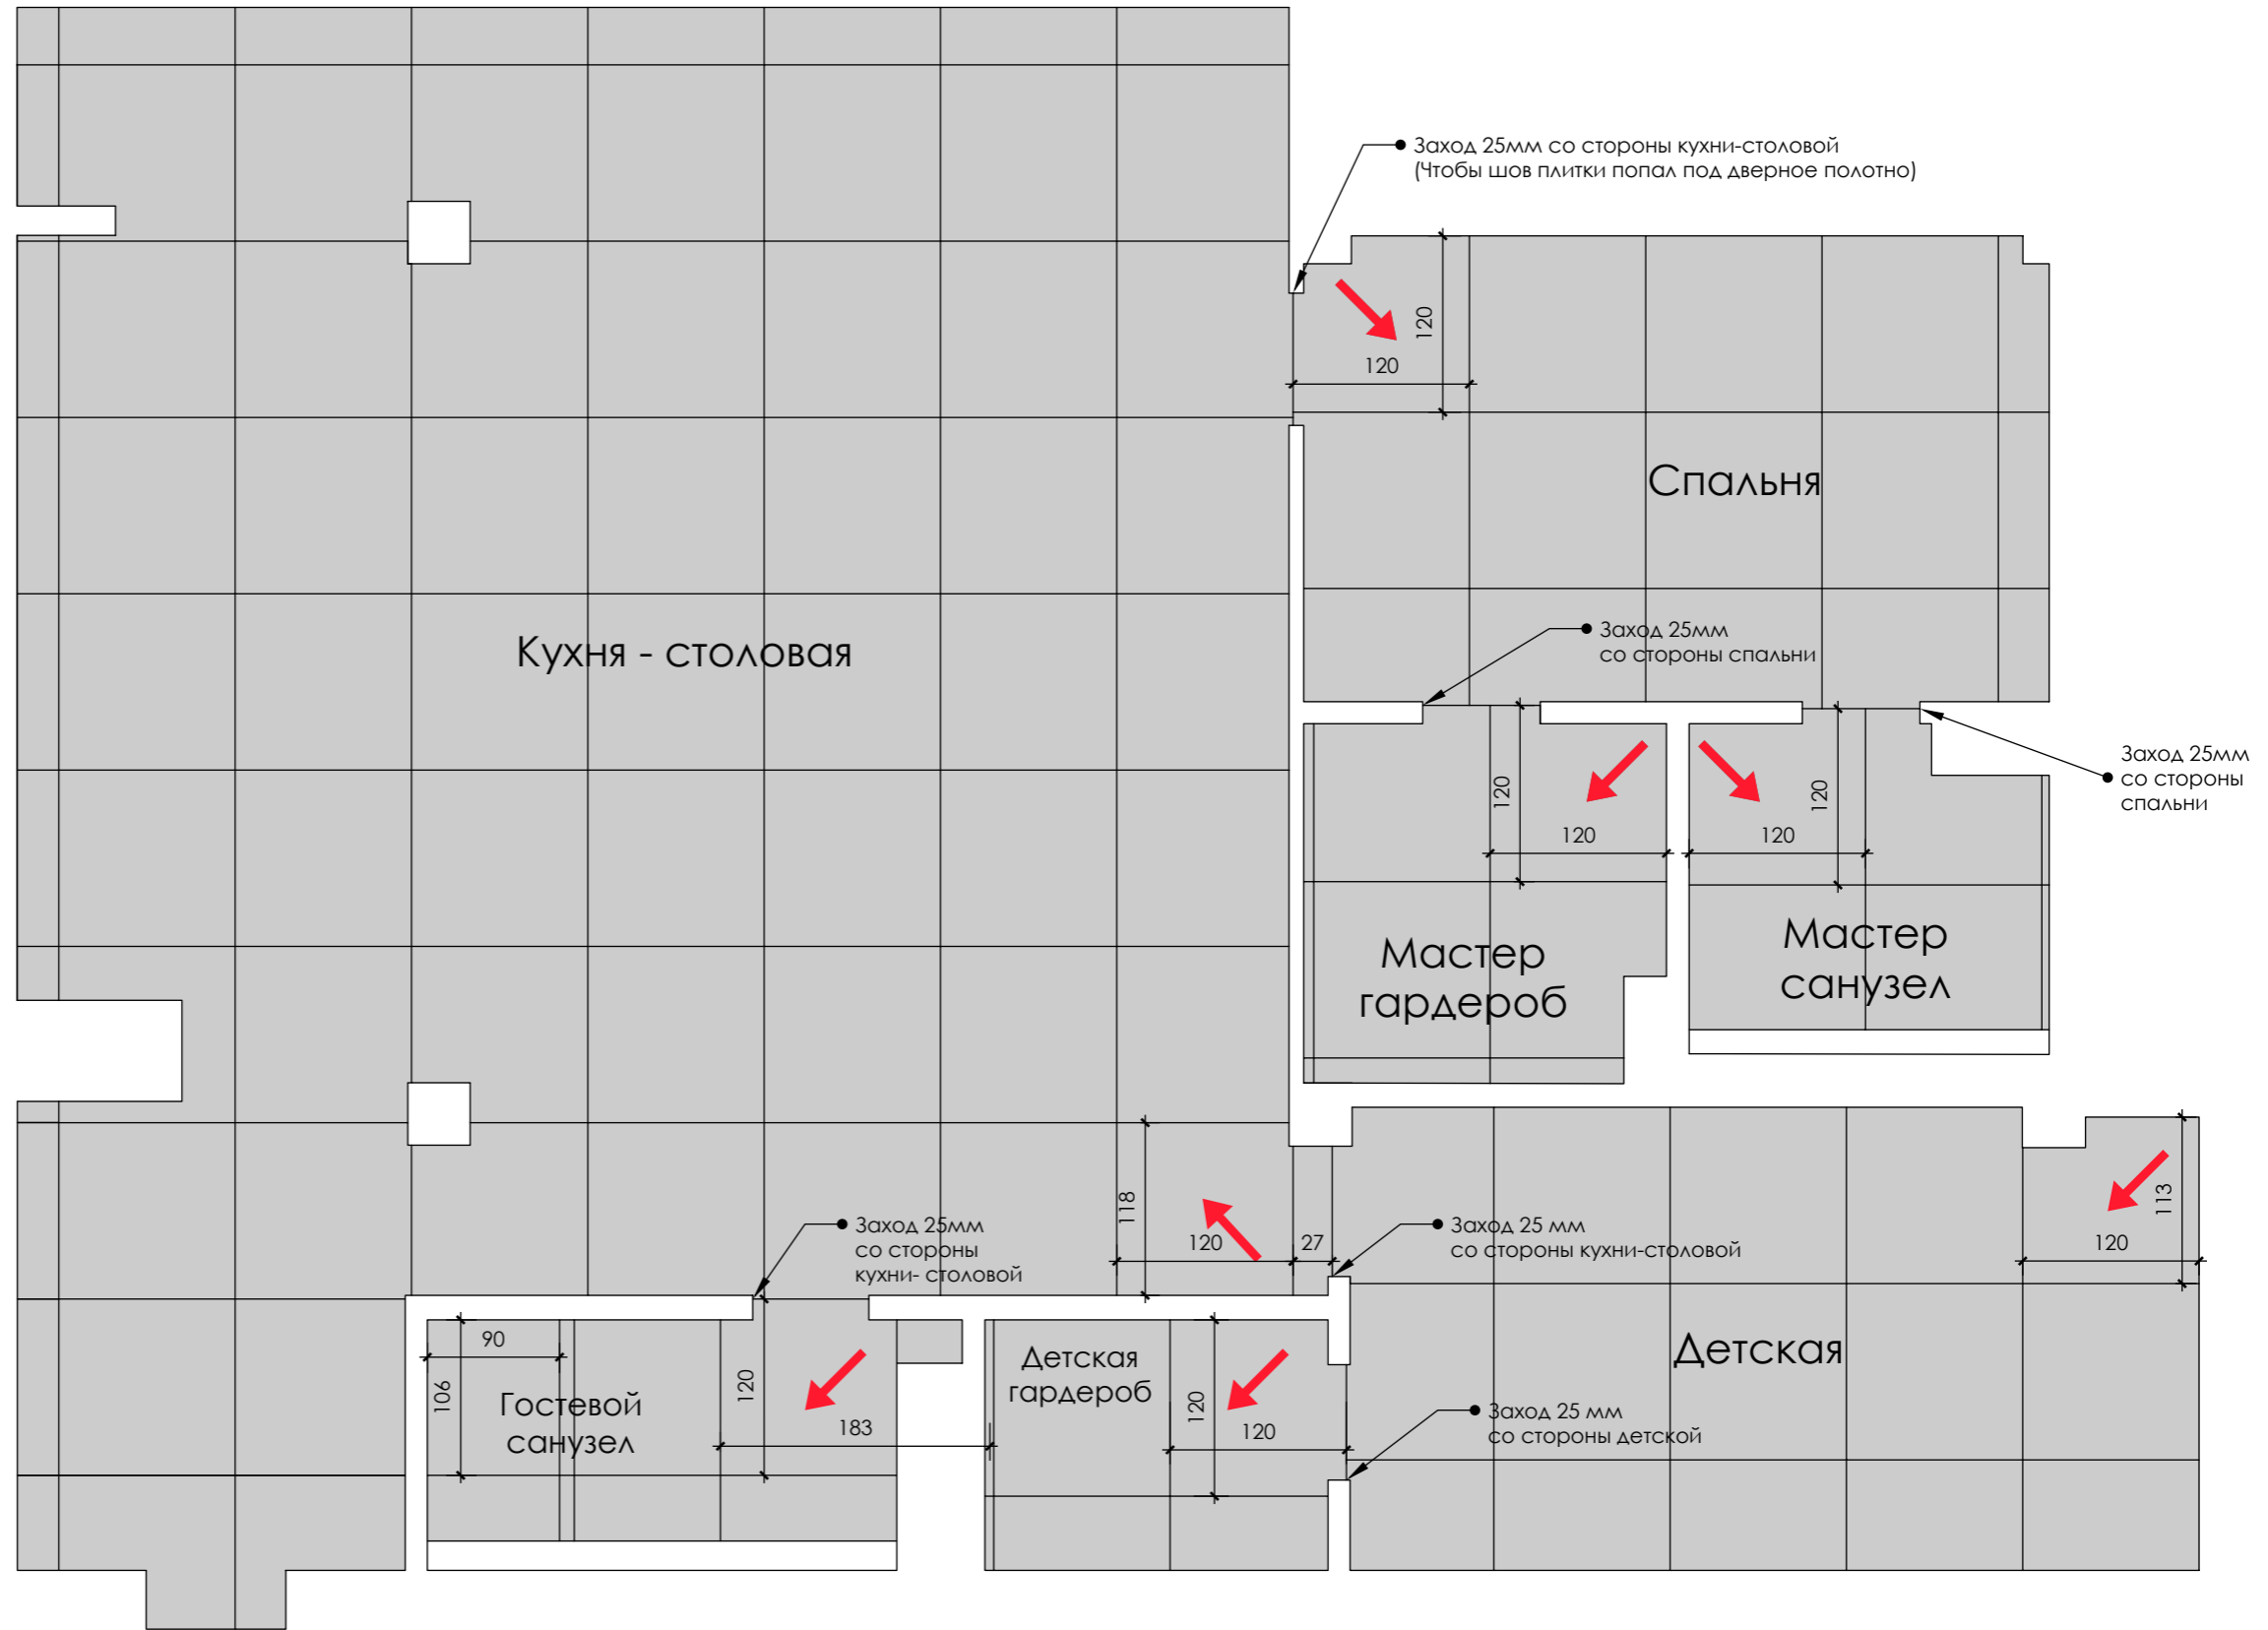 Заход 25мм со стороны кухни-столовой
(Чтобы шов плитки попал под дверное полотно)
120
120
Спальня
Заход 25мм
со стороны спальни
Кухня - столовая
Заход 25мм
со стороны
спальни
120
120
120
120
Мастер
гардероб
Мастер
санузел
118
120
27
Заход 25мм
со стороны
кухни- столовой
Заход 25 мм
со стороны кухни-столовой
113
120
90
106
Гостевой
санузел
120
183
Детская
гардероб
120
120
Детская
Заход 25 мм
со стороны детской